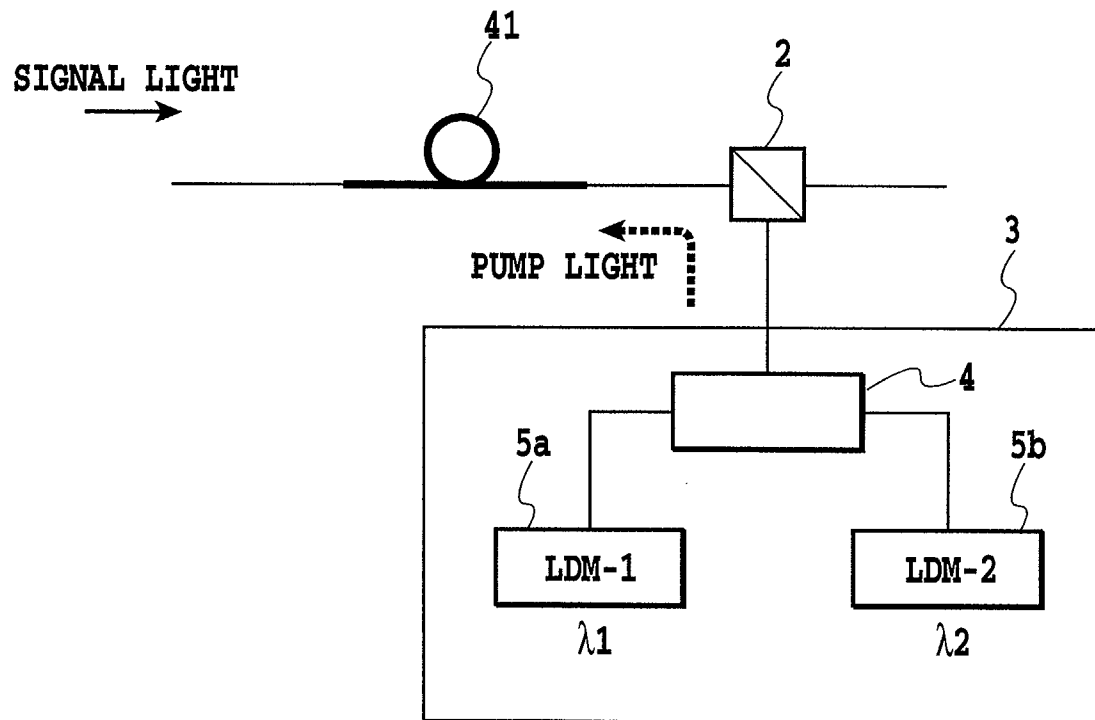 41
2
SIGNAL LIGHT
3
PUMP LIGHT
4
5a
5b
LDM-1
LDM-2
λ1
λ2